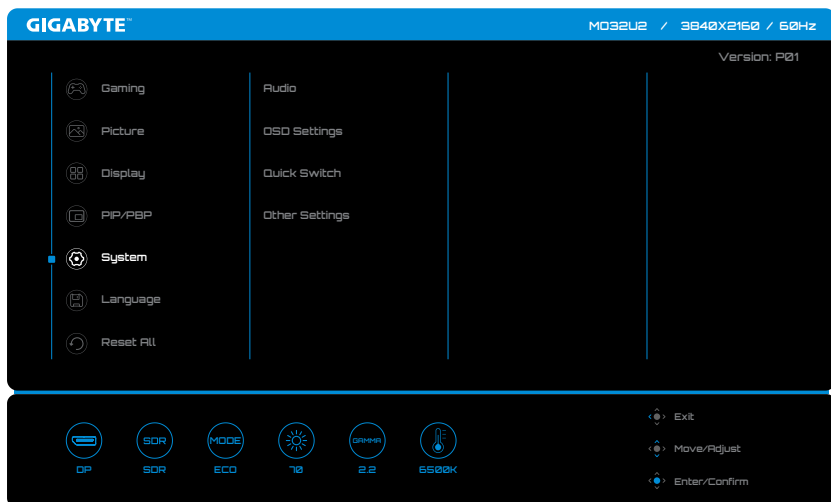 GIGABYTE™ MO32U2 / 3840X2160 / 60Hz
Version: P01
Gaming
Picture
Display
PIP/PBP
System
Language
Reset All
Audio
OSD Settings
Quick Switch
Other Settings
SDR MODE GAMMA
DP SDR ECO 70 2.2 6500K
Exit
Move/Adjust
Enter/Confirm